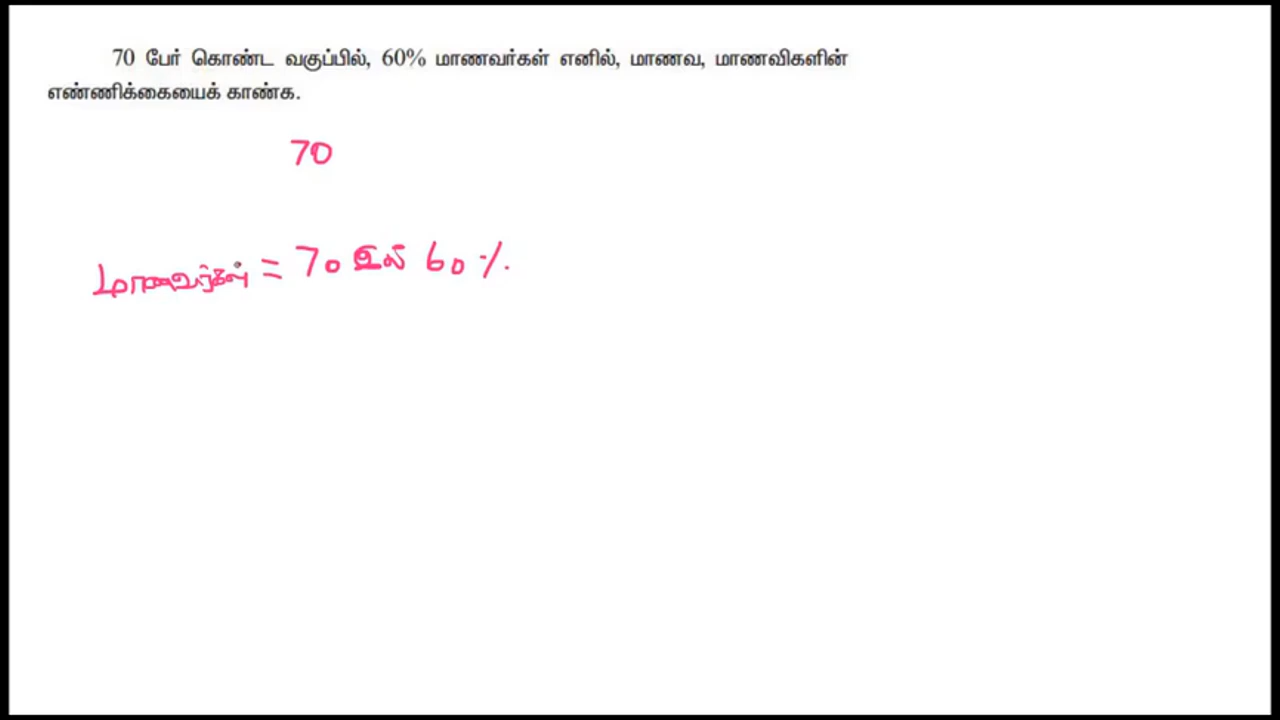 70 பேர் கொண்ட வகுப்பில், 60% மாணவர்கள் எனில், மாணவ, மாணவிகளின்
எண்ணிக்கையைக் காண்க.
70
மாணவர்கள் = 70 இல் 60 %